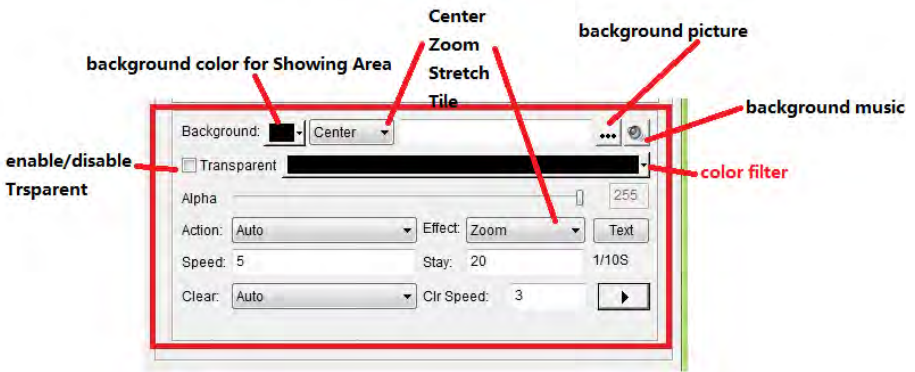 Center
Zoom
Stretch
Tile
background picture
background color for Showing Area
background music
Background: Center ...
enable/disable
Trsparent
Transparent
color filter
Alpha 255
Action: Auto Effect: Zoom Text
Speed: 5 Stay: 20 1/10S
Clear: Auto Clr Speed: 3